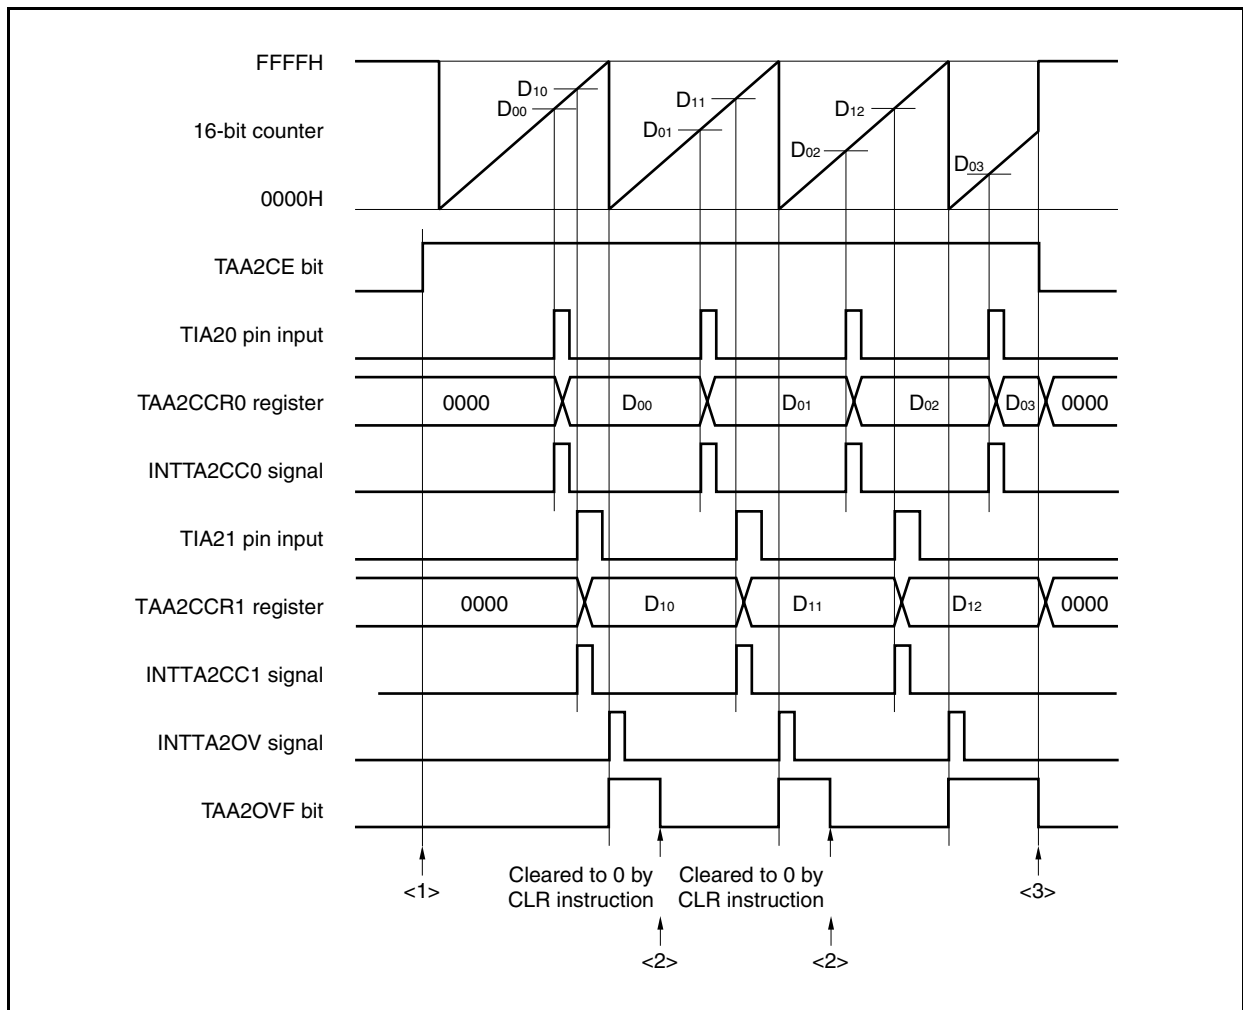 FFFFH
D10
D00
D11
D01
D12
D02
D03
16-bit counter
0000H
TAA2CE bit
TIA20 pin input
TAA2CCR0 register
0000 D00 D01 D02 D03 0000
INTTA2CC0 signal
TIA21 pin input
TAA2CCR1 register
0000 D10 D11 D12 0000
INTTA2CC1 signal
INTTA2OV signal
TAA2OVF bit
<1>
Cleared to 0 by
CLR instruction
<2>
Cleared to 0 by
CLR instruction
<2>
<3>